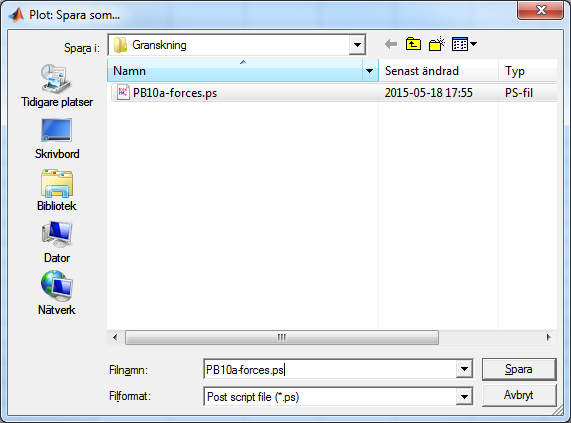 Plot: Spara som...
Spara i: Granskning
Namn Senast ändrad Typ
PB10a-forces.ps 2015-05-18 17:55 PS-fil
Tidigare platser
Skrivbord
Bibliotek
Dator
Nätverk
Filnamn: PB10a-forces.ps Spara
Filformat: Post script file (*.ps) Avbryt